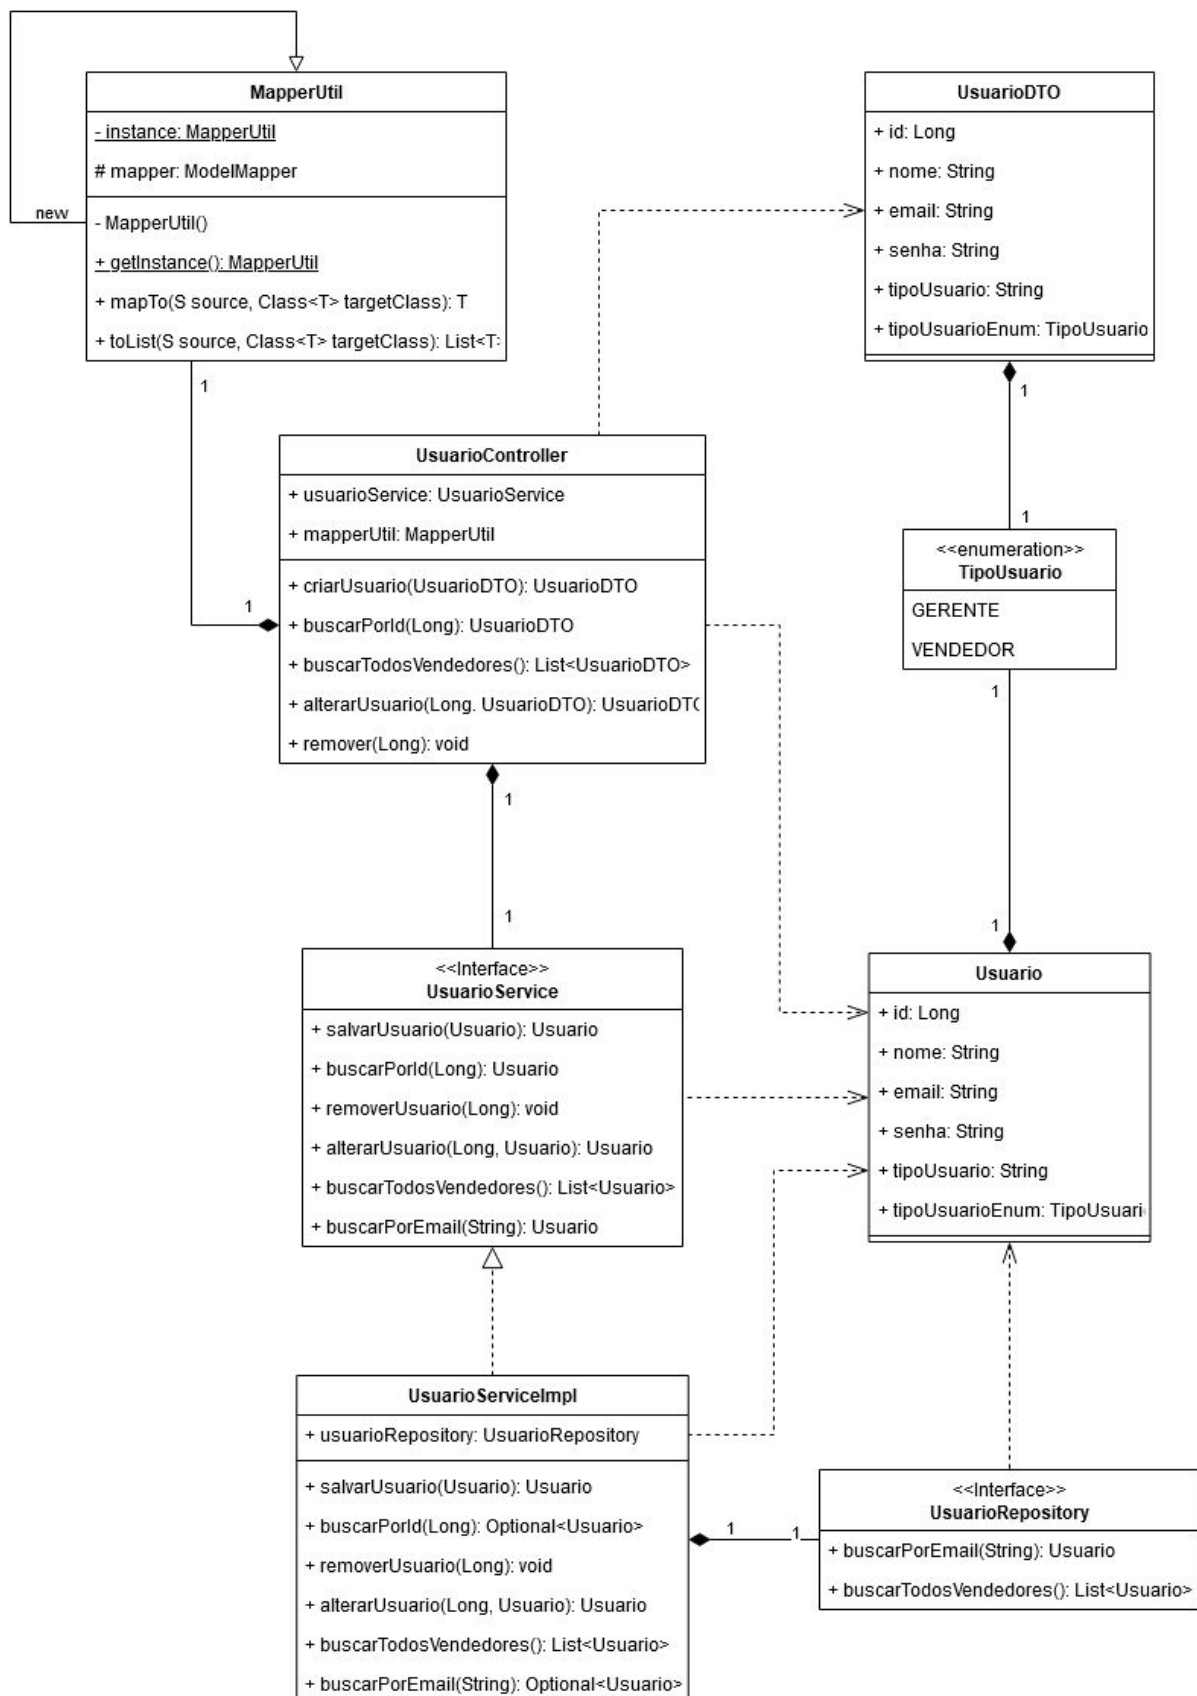 MapperUtil
- instance: MapperUtil
# mapper: ModelMapper
new
- MapperUtil()
+ getInstance(): MapperUtil
+ mapTo(S source, Class<T> targetClass): T
+ toList(S source, Class<T> targetClass): List<T>
1
UsuarioDTO
+ id: Long
+ nome: String
+ email: String
+ senha: String
+ tipoUsuario: String
+ tipoUsuarioEnum: TipoUsuario
1
UsuarioController
+ usuarioService: UsuarioService
+ mapperUtil: MapperUtil
+ criarUsuario(UsuarioDTO): UsuarioDTO
+ buscarPorId(Long): UsuarioDTO
+ buscarTodosVendedores(): List<UsuarioDTO>
+ alterarUsuario(Long. UsuarioDTO): UsuarioDTO
+ remover(Long): void
1
1
1
<<enumeration>>
TipoUsuario
GERENTE
VENDEDOR
1
1
1
<<Interface>>
UsuarioService
+ salvarUsuario(Usuario): Usuario
+ buscarPorId(Long): Usuario
+ removerUsuario(Long): void
+ alterarUsuario(Long, Usuario): Usuario
+ buscarTodosVendedores(): List<Usuario>
+ buscarPorEmail(String): Usuario
1
Usuario
+ id: Long
+ nome: String
+ email: String
+ senha: String
+ tipoUsuario: String
+ tipoUsuarioEnum: TipoUsuari
UsuarioServiceImpl
+ usuarioRepository: UsuarioRepository
+ salvarUsuario(Usuario): Usuario
+ buscarPorId(Long): Optional<Usuario>
+ removerUsuario(Long): void
+ alterarUsuario(Long, Usuario): Usuario
+ buscarTodosVendedores(): List<Usuario>
+ buscarPorEmail(String): Optional<Usuario>
1
1
<<Interface>>
UsuarioRepository
+ buscarPorEmail(String): Usuario
+ buscarTodosVendedores(): List<Usuario>